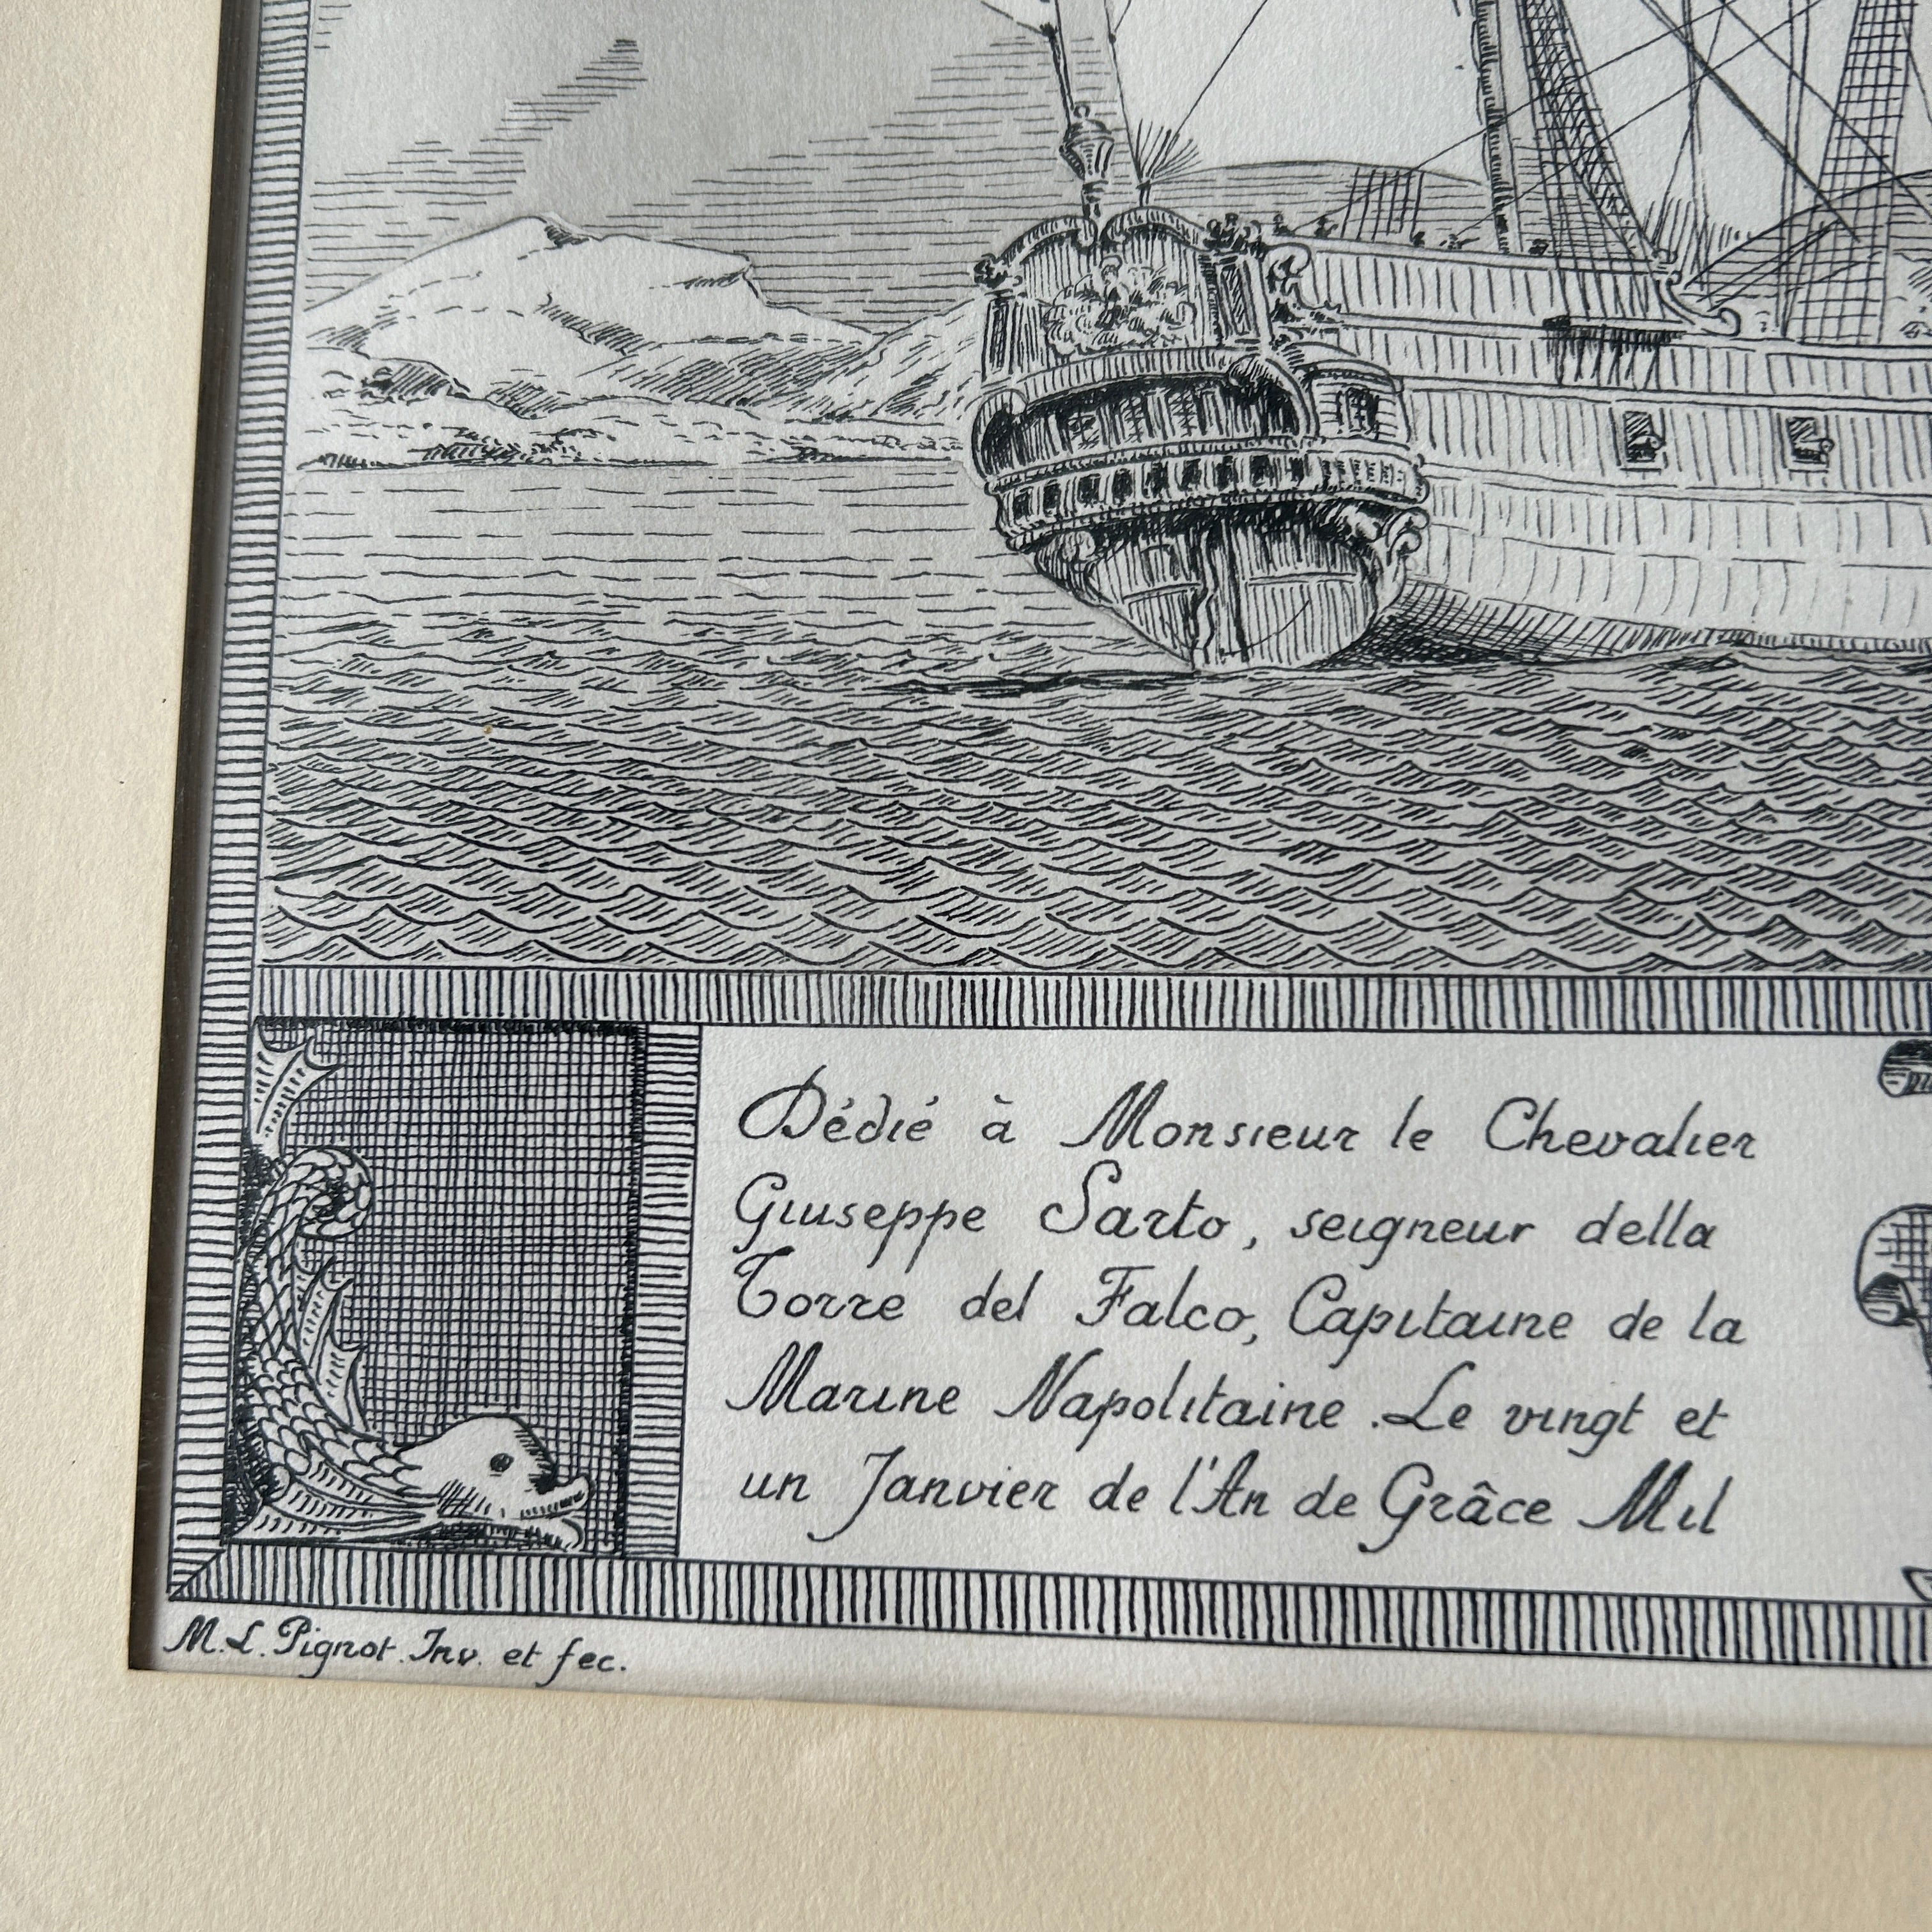 Dédié à Monsieur le Chevalier
Giuseppe Sarto, seigneur della
Torre del Falco, Capitaine de la
Marine Napolitaine. Le vingt et
un Janvier de l'An de Grâce Mil
M.L. Pignot. Inv. et fec.